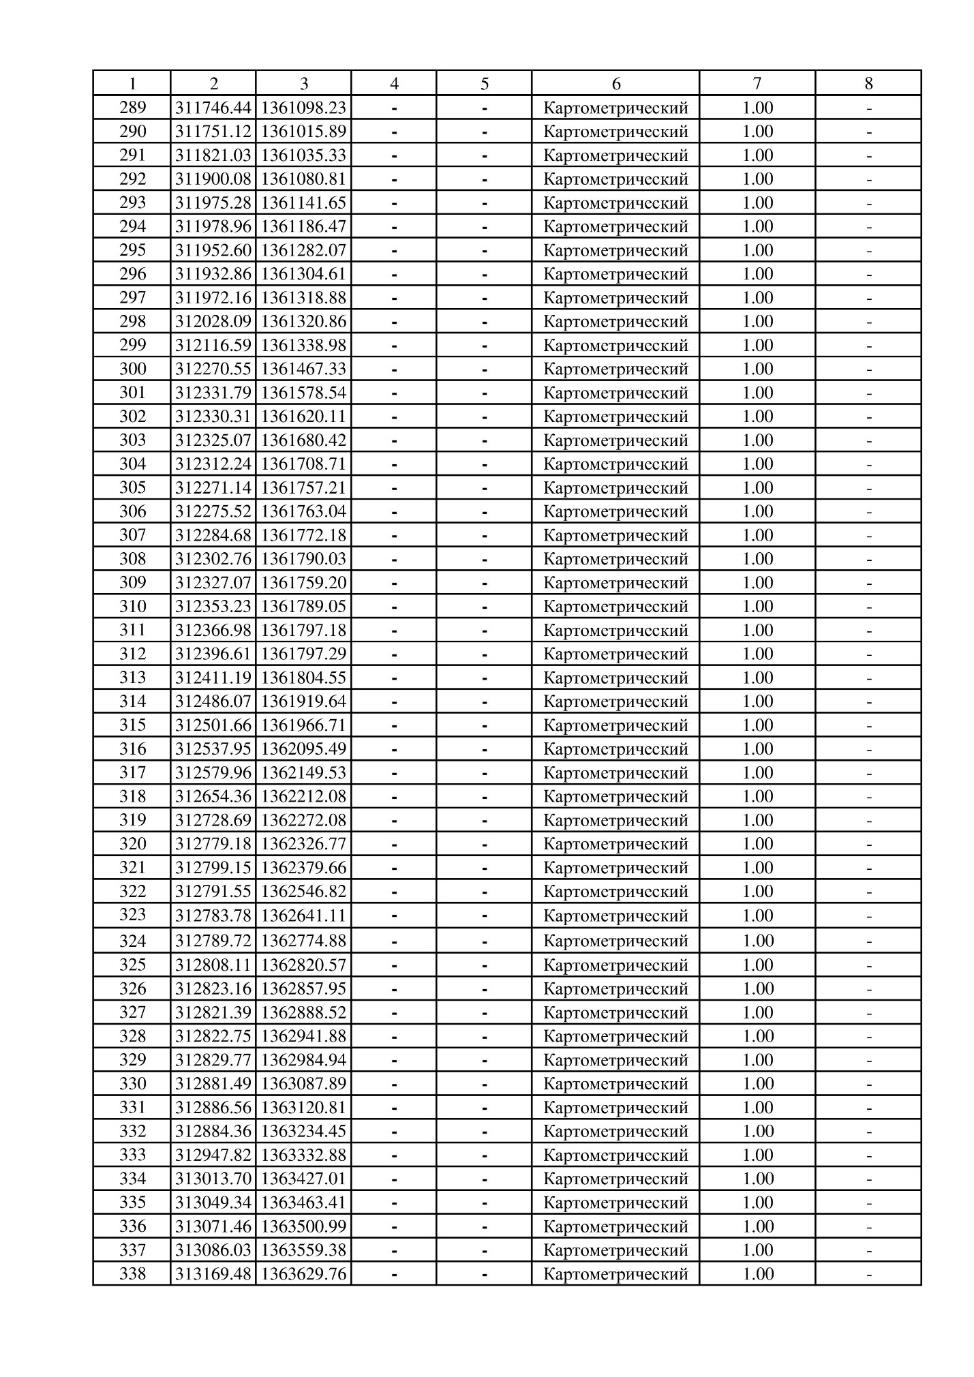 1 2 3 4 5 6 7 8
289 311746.44 1361098.23 - - Картометрический 1.00 -
290 311751.12 1361015.89 - - Картометрический 1.00 -
291 311821.03 1361035.33 - - Картометрический 1.00 -
292 311900.08 1361080.81 - - Картометрический 1.00 -
293 311975.28 1361141.65 - - Картометрический 1.00 -
294 311978.96 1361186.47 - - Картометрический 1.00 -
295 311952.60 1361282.07 - - Картометрический 1.00 -
296 311932.86 1361304.61 - - Картометрический 1.00 -
297 311972.16 1361318.88 - - Картометрический 1.00 -
298 312028.09 1361320.86 - - Картометрический 1.00 -
299 312116.59 1361338.98 - - Картометрический 1.00 -
300 312270.55 1361467.33 - - Картометрический 1.00 -
301 312331.79 1361578.54 - - Картометрический 1.00 -
302 312330.31 1361620.11 - - Картометрический 1.00 -
303 312325.07 1361680.42 - - Картометрический 1.00 -
304 312312.24 1361708.71 - - Картометрический 1.00 -
305 312271.14 1361757.21 - - Картометрический 1.00 -
306 312275.52 1361763.04 - - Картометрический 1.00 -
307 312284.68 1361772.18 - - Картометрический 1.00 -
308 312302.76 1361790.03 - - Картометрический 1.00 -
309 312327.07 1361759.20 - - Картометрический 1.00 -
310 312353.23 1361789.05 - - Картометрический 1.00 -
311 312366.98 1361797.18 - - Картометрический 1.00 -
312 312396.61 1361797.29 - - Картометрический 1.00 -
313 312411.19 1361804.55 - - Картометрический 1.00 -
314 312486.07 1361919.64 - - Картометрический 1.00 -
315 312501.66 1361966.71 - - Картометрический 1.00 -
316 312537.95 1362095.49 - - Картометрический 1.00 -
317 312579.96 1362149.53 - - Картометрический 1.00 -
318 312654.36 1362212.08 - - Картометрический 1.00 -
319 312728.69 1362272.08 - - Картометрический 1.00 -
320 312779.18 1362326.77 - - Картометрический 1.00 -
321 312799.15 1362379.66 - - Картометрический 1.00 -
322 312791.55 1362546.82 - - Картометрический 1.00 -
323 312783.78 1362641.11 - - Картометрический 1.00 -
324 312789.72 1362774.88 - - Картометрический 1.00 -
325 312808.11 1362820.57 - - Картометрический 1.00 -
326 312823.16 1362857.95 - - Картометрический 1.00 -
327 312821.39 1362888.52 - - Картометрический 1.00 -
328 312822.75 1362941.88 - - Картометрический 1.00 -
329 312829.77 1362984.94 - - Картометрический 1.00 -
330 312881.49 1363087.89 - - Картометрический 1.00 -
331 312886.56 1363120.81 - - Картометрический 1.00 -
332 312884.36 1363234.45 - - Картометрический 1.00 -
333 312947.82 1363332.88 - - Картометрический 1.00 -
334 313013.70 1363427.01 - - Картометрический 1.00 -
335 313049.34 1363463.41 - - Картометрический 1.00 -
336 313071.46 1363500.99 - - Картометрический 1.00 -
337 313086.03 1363559.38 - - Картометрический 1.00 -
338 313169.48 1363629.76 - - Картометрический 1.00 -